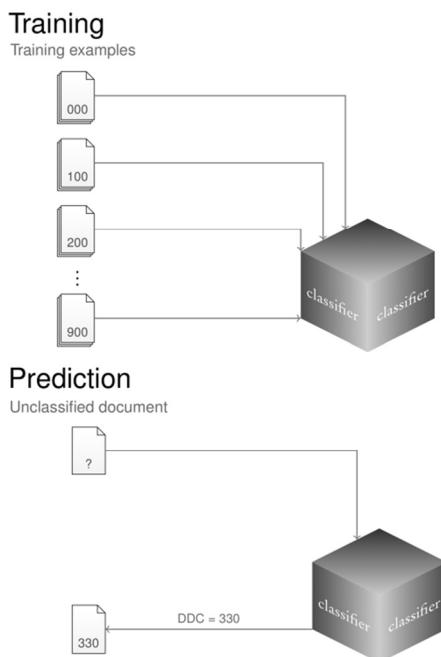 Training
Training examples
000
100
200
⋮
900
classifier
classifier
Prediction
Unclassified document
?
classifier
classifier
DDC = 330
330